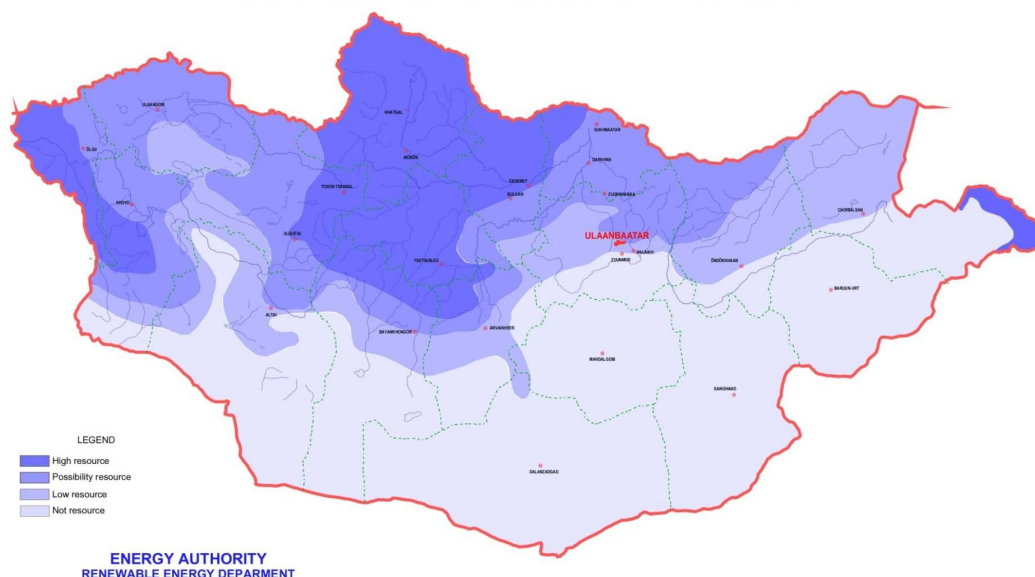 ULAANGOM
KHATGAL
SUKHBAATAR
ÖLGII
MÖRÖN
DARKHAN
TOSON TSENGEL
ERDENET
BULGAN
ZUUNKHARAA
KHOVD
CHOIBALSAN
ULIASTAI
ULAANBAATAR
NALAIKH
ZUUNMOD
TSETSERLEG
ÖNDÖRKHAAN
BARUUN-URT
ALTAI
BAYANKHONGOR
ARVAIKHEER
MANDALGOBI
SAINSHAND
DALANZADGAD
LEGEND
High resource
Possibility resource
Low resource
Not resource
ENERGY AUTHORITY
RENEWABLE ENERGY DEPARMENT